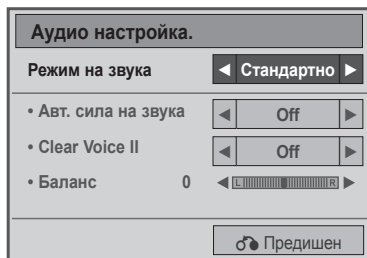 Аудио настройка.
Режим на звука ◀ Стандартно ▶
• Авт. сила на звука ◀ Off ▶
• Clear Voice II ◀ Off ▶
• Баланс 0 ◀ L R ▶
Предишен